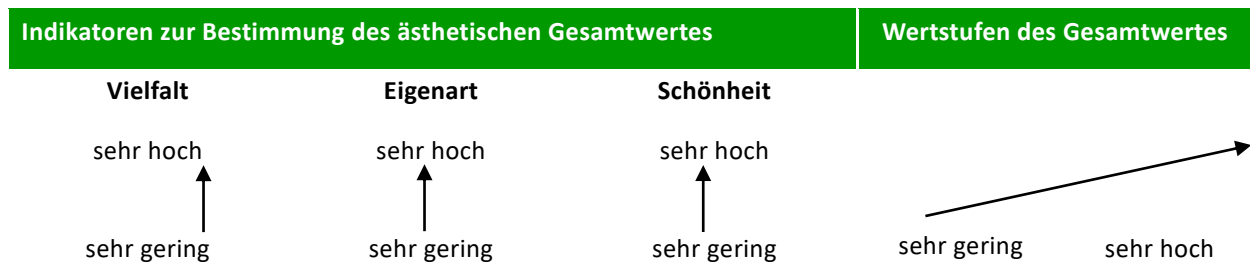 Indikatoren zur Bestimmung des ästhetischen Gesamtwertes Wertstufen des Gesamtwertes
Vielfalt Eigenart Schönheit
sehr hoch sehr hoch sehr hoch
sehr gering sehr gering sehr gering sehr gering sehr hoch